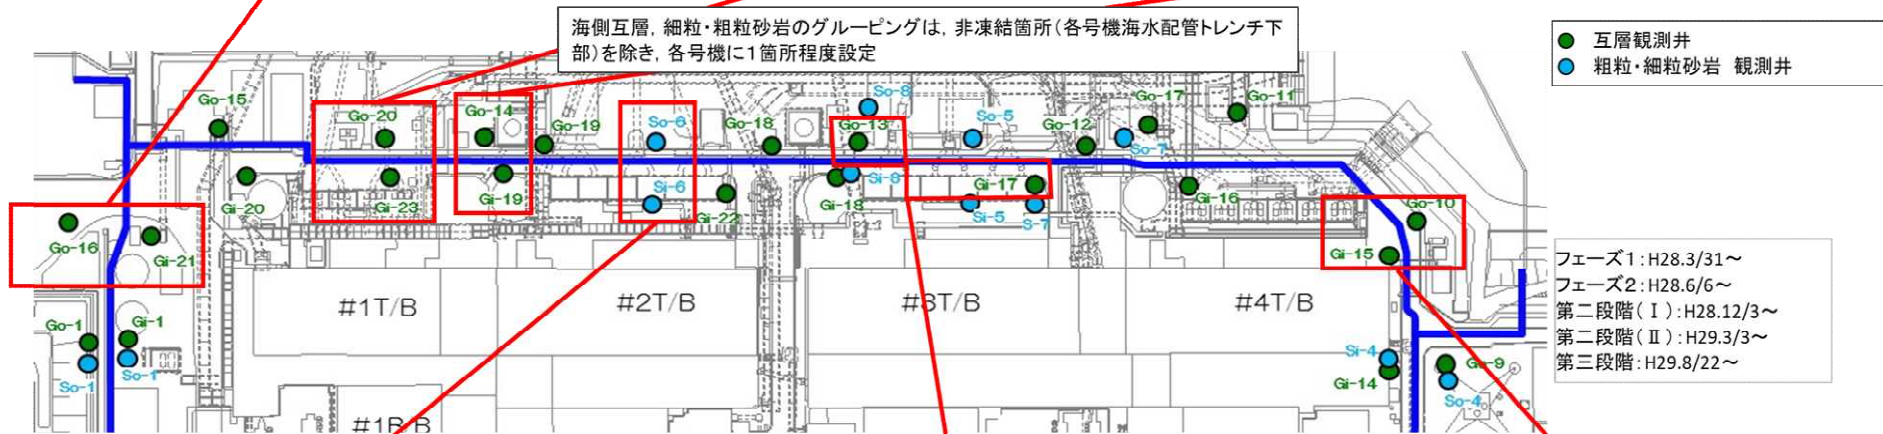 海側互層，細粒・粗粒砂岩のグルーピングは，非凍結箇所（各号機海水配管トレンチ下
部）を除き，各号機に１箇所程度設定
互層観測井
粗粒・細粒砂岩　観測井
Go-15
Go-20
Go-14
Go-19
So-6
Go-18
So-8
Go-13
So-5
Go-12
Go-17
So-7
Go-11
Gi-20
Gi-23
Gi-19
Si-6
Gi-22
Gi-18
Si-8
Gi-17
Si-5
S-7
Gi-16
Go-10
Gi-15
Go-16
Gi-21
#1T/B
#2T/B
#3T/B
#4T/B
Go-1
Gi-1
So-1
So-1
Si-4
Gi-14
Go-9
So-4
#1R/B
フェーズ１：H28.3/31～
フェーズ２：H28.6/6～
第二段階（Ⅰ）：H28.12/3～
第二段階（Ⅱ）：H29.3/3～
第三段階：H29.8/22～